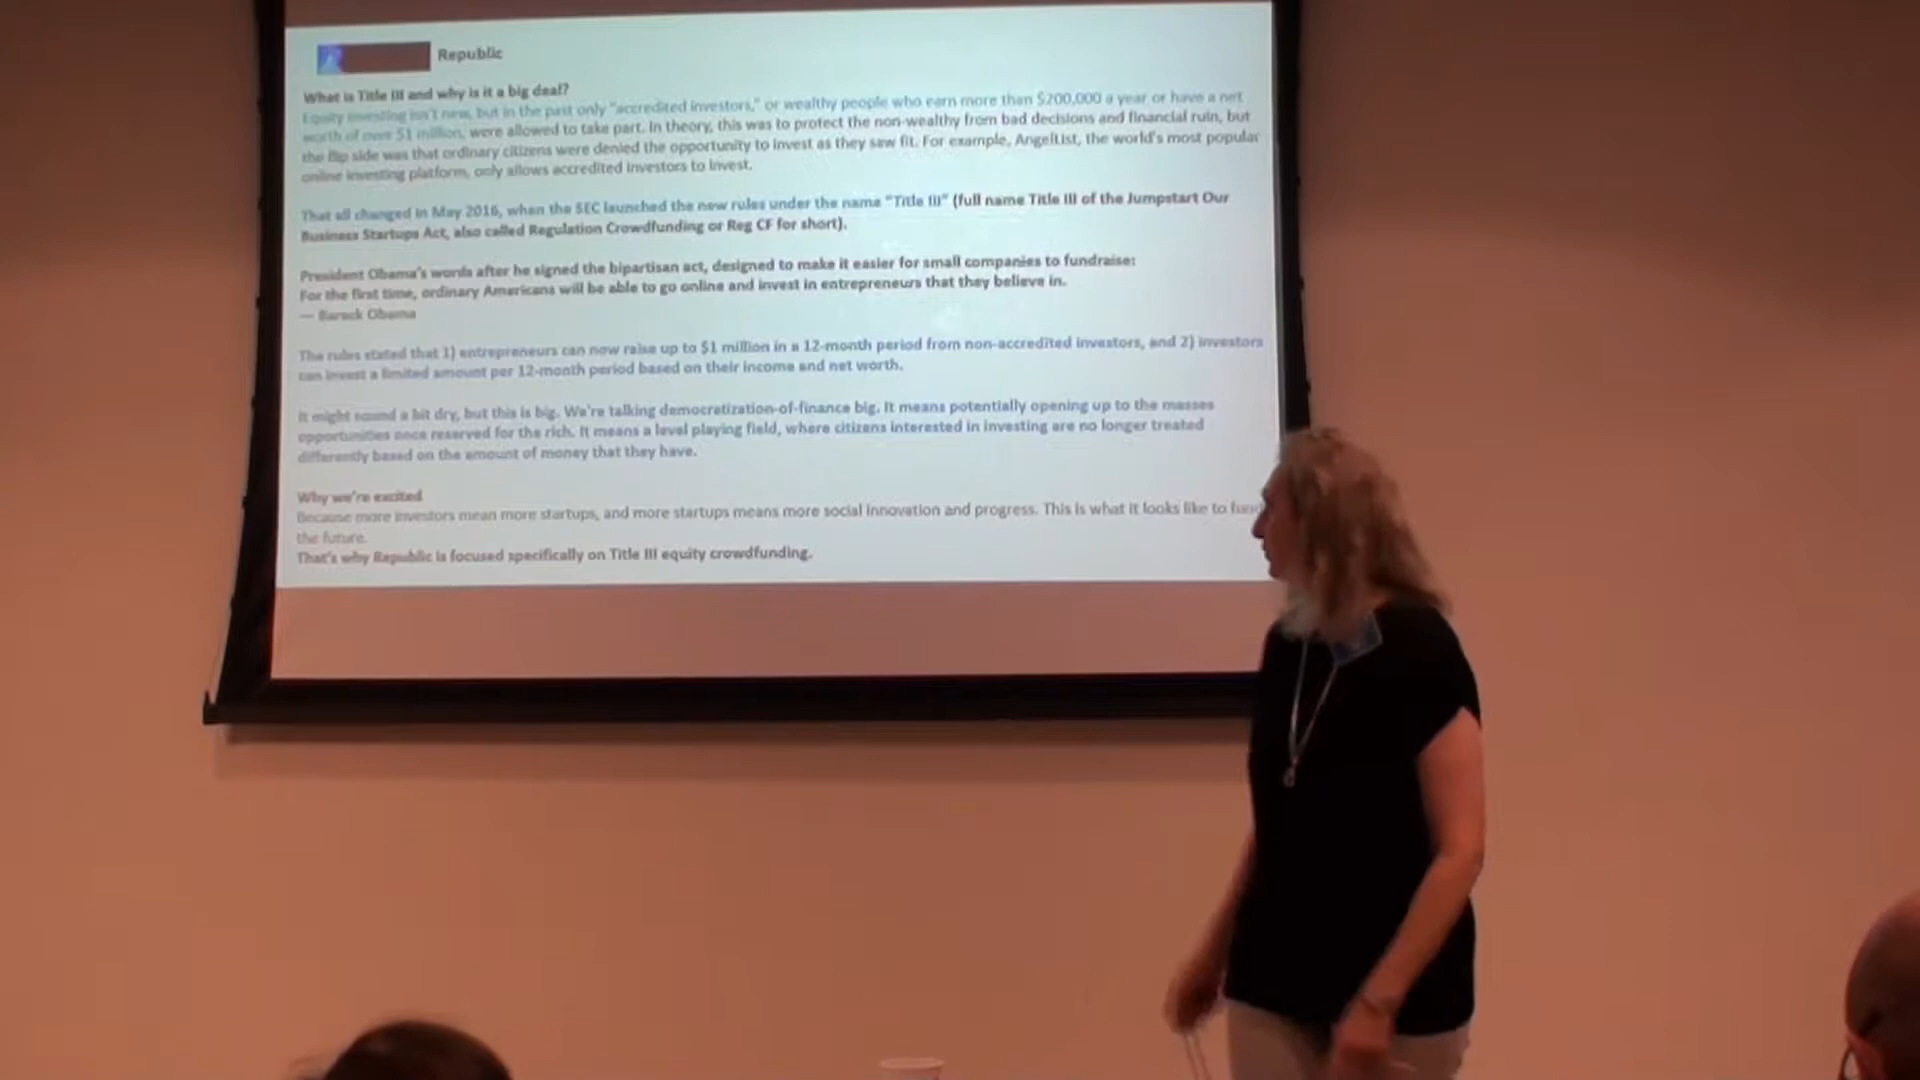 Republic
What is Title III and why is it a big deal?
Equity investing isn't new, but in the past only "accredited investors," or wealthy people who earn more than $200,000 a year or have a net
worth of over $1 million, were allowed to take part. In theory, this was to protect the non-wealthy from bad decisions and financial ruin, but
the flip side was that ordinary citizens were denied the opportunity to invest as they saw fit. For example, AngelList, the world's most popular
online investing platform, only allows accredited investors to invest.
That all changed in May 2016, when the SEC launched the new rules under the name "Title III" (full name Title III of the Jumpstart Our
Business Startups Act, also called Regulation Crowdfunding or Reg CF for short).
President Obama's words after he signed the bipartisan act, designed to make it easier for small companies to fundraise:
For the first time, ordinary Americans will be able to go online and invest in entrepreneurs that they believe in.
— Barack Obama
The rules stated that 1) entrepreneurs can now raise up to $1 million in a 12-month period from non-accredited investors, and 2) investors
can invest a limited amount per 12-month period based on their income and net worth.
It might sound a bit dry, but this is big. We're talking democratization-of-finance big. It means potentially opening up to the masses
opportunities once reserved for the rich. It means a level playing field, where citizens interested in investing are no longer treated
differently based on the amount of money that they have.
Why we're excited
Because more investors mean more startups, and more startups means more social innovation and progress. This is what it looks like to fund
the future.
That's why Republic is focused specifically on Title III equity crowdfunding.